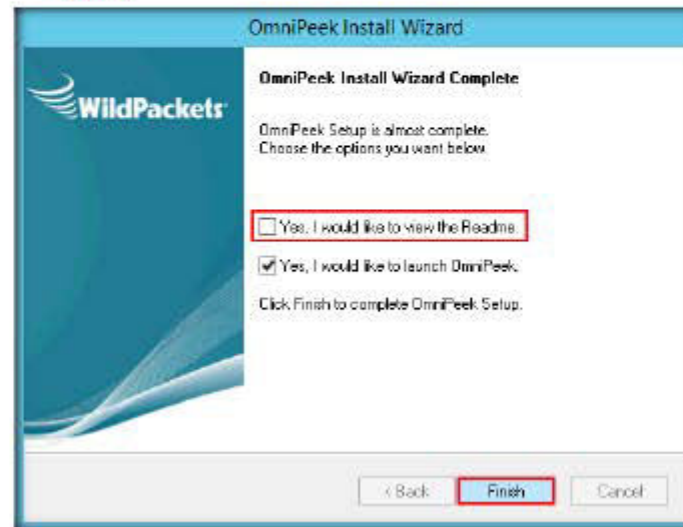 OmniPeek Install Wizard
WildPackets
OmniPeek Install Wizard Complete
OmniPeek Setup is almost complete.
Choose the options you want below.
Yes, I would like to view the Readme.
Yes, I would like to launch OmniPeek.
Click Finish to complete OmniPeek Setup.
< Back
Finish
Cancel